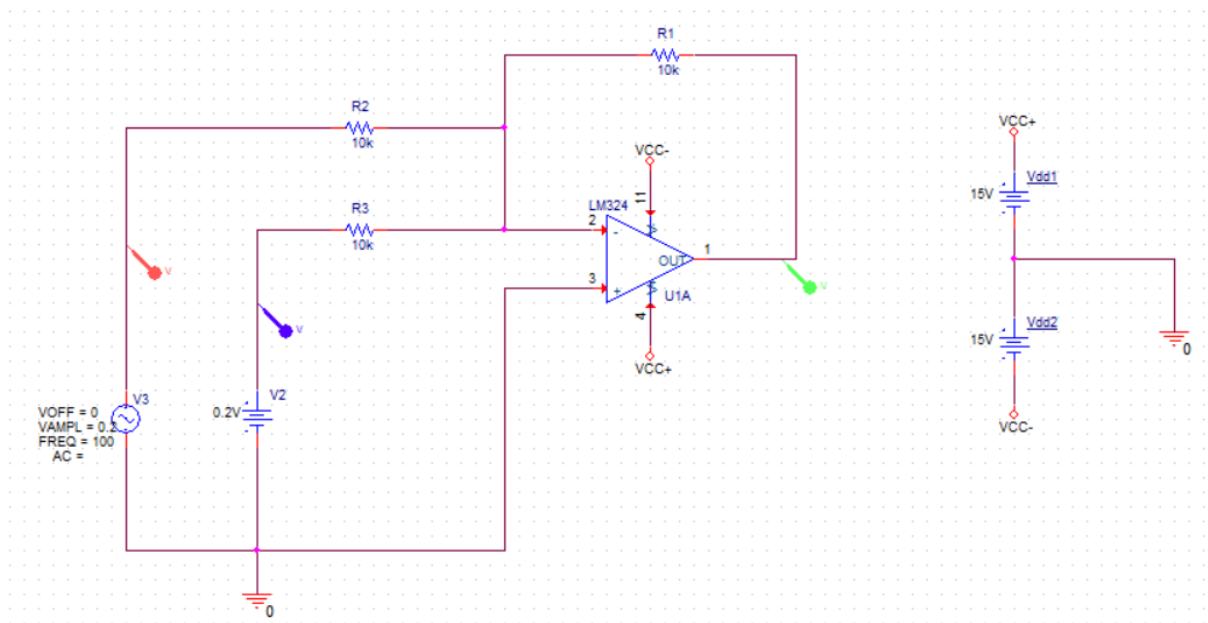 R1
10k
R2
10k
VCC-
VCC+
11
Vdd1
15V
LM324
R3
2
-
10k
1
OUT
V
3
+
U1A
V
4
V
Vdd2
15V
0
VCC+
V3
V2
VOFF = 0
0.2V
VAMPL = 0.2
FREQ = 100
AC =
VCC-
0